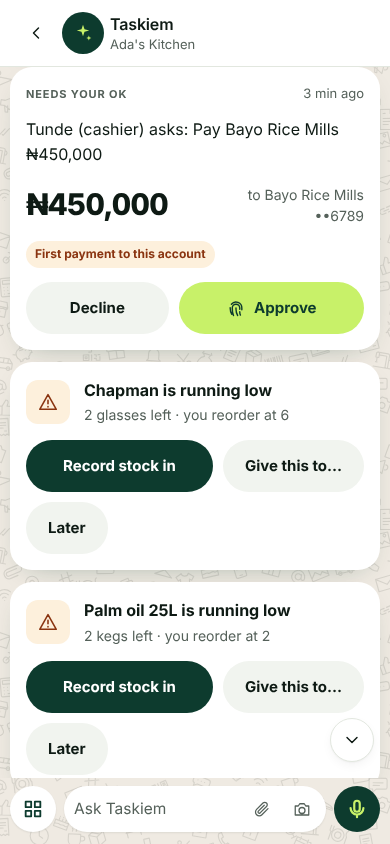 Taskiem
Ada's Kitchen
NEEDS YOUR OK
3 min ago
Tunde (cashier) asks: Pay Bayo Rice Mills
₦450,000
₦450,000
to Bayo Rice Mills
••6789
First payment to this account
Decline
Approve
Chapman is running low
2 glasses left · you reorder at 6
Record stock in
Give this to...
Later
Palm oil 25L is running low
2 kegs left · you reorder at 2
Record stock in
Give this to...
Later
Ask Taskiem